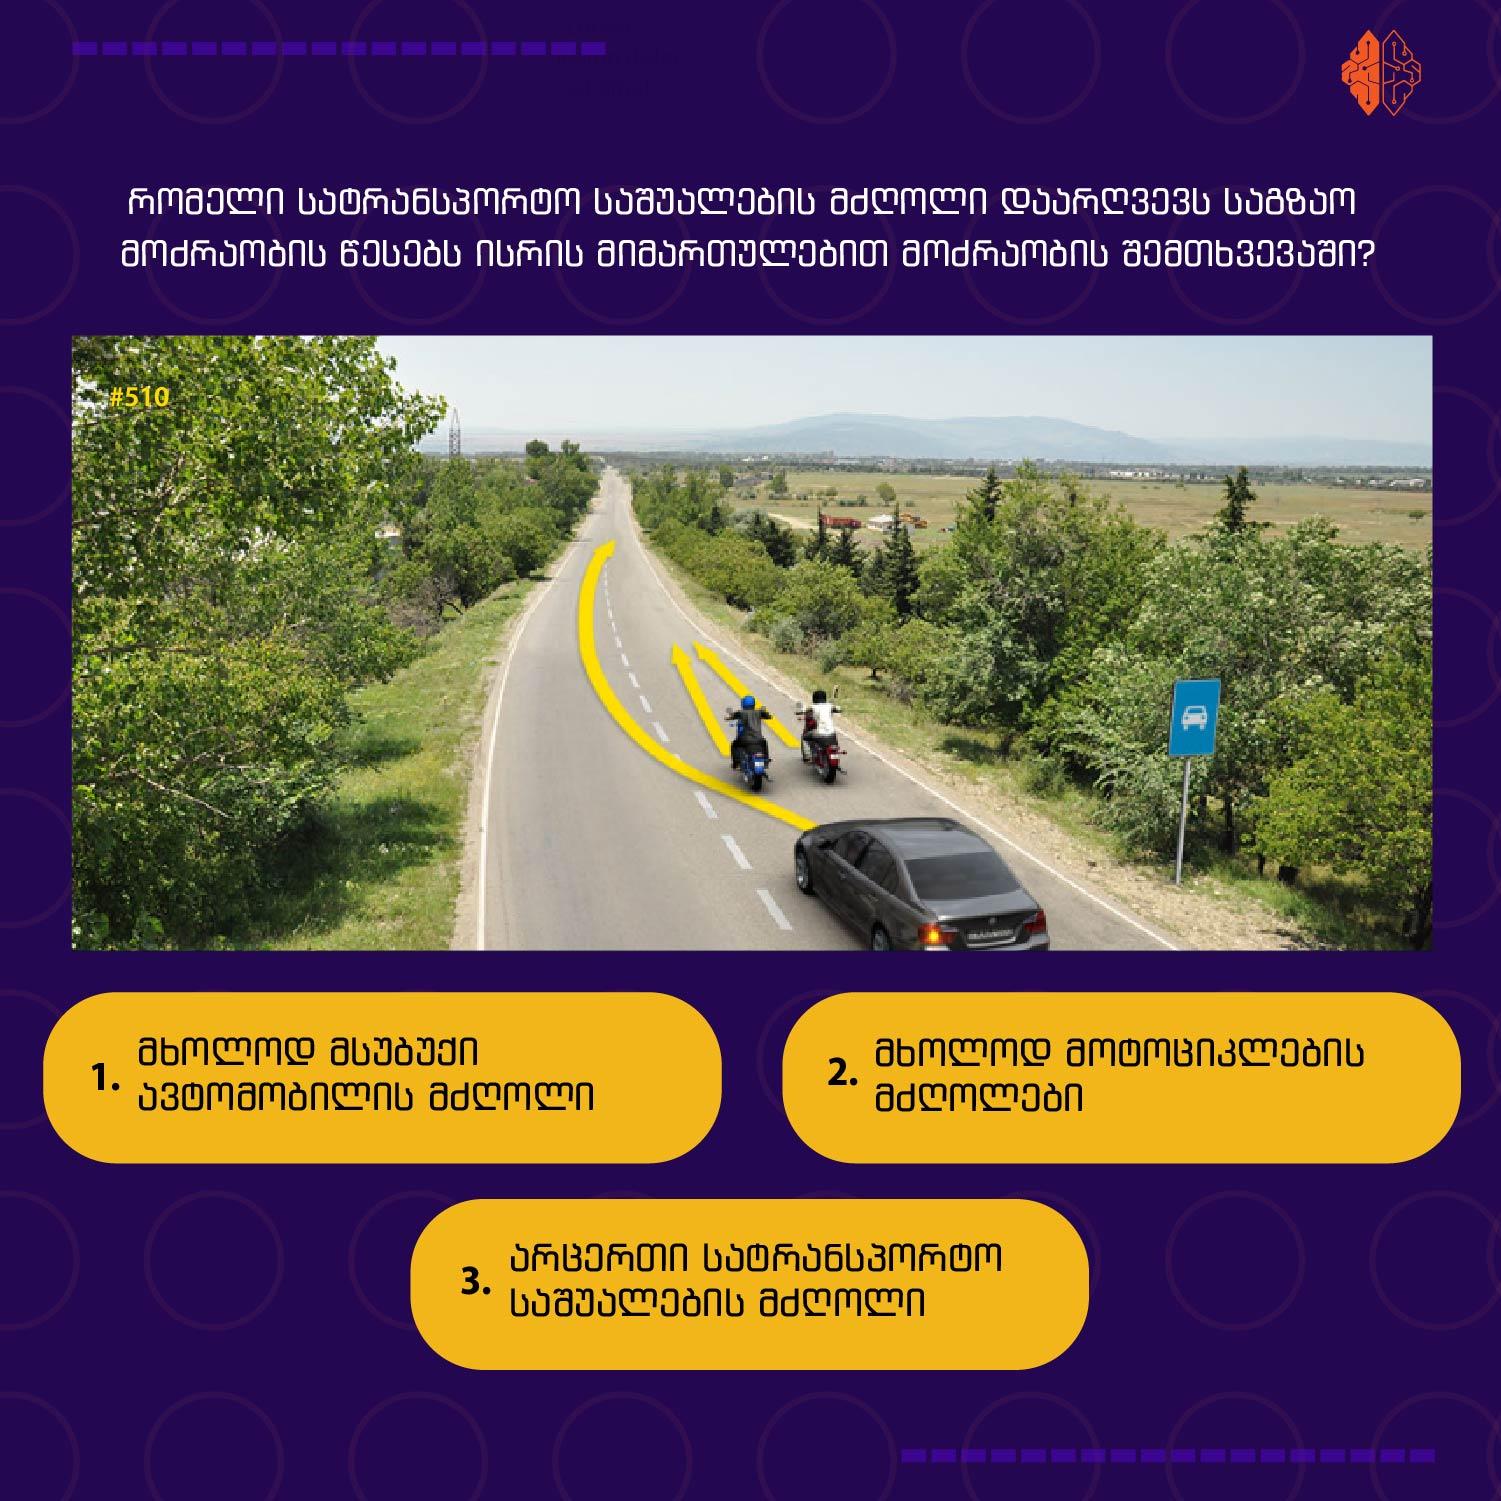 რომელი სატრანსპორტო საშუალების მძღოლი დაარღვევს საგზაო
მოძრაობის წესებს ისრის მიმართულებით მოძრაობის შემთხვევაში?
#510
1. მხოლოდ მსუბუქი
ავტომობილის მძღოლი
2. მხოლოდ მოტოციკლების
მძღოლები
3. არცერთი სატრანსპორტო
საშუალების მძღოლი